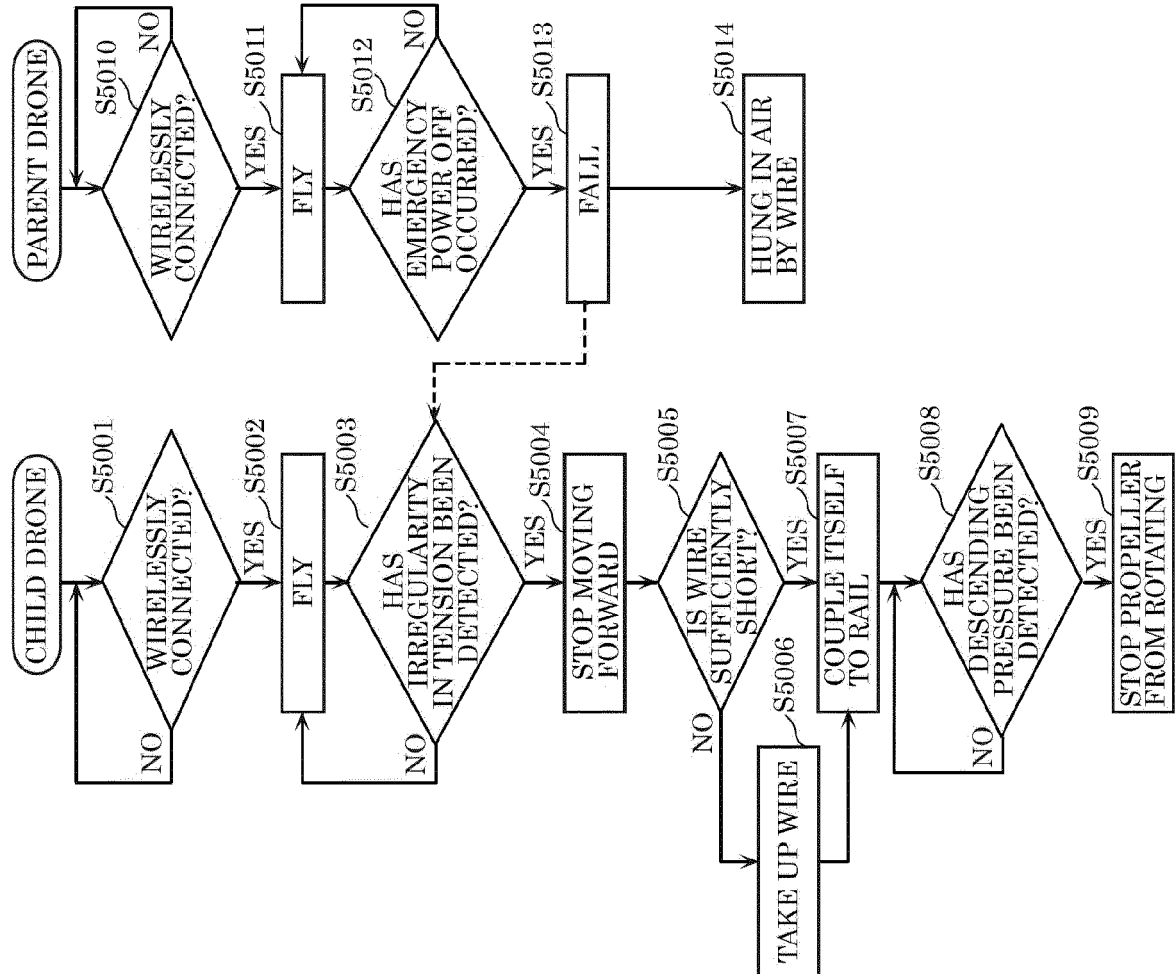 CHILD DRONE
S5001
WIRELESSLY
CONNECTED?
NO
YES
S5002
FLY
S5003
HAS
IRREGULARITY
IN TENSION BEEN
DETECTED?
NO
YES
S5004
STOP MOVING
FORWARD
S5005
IS WIRE
SUFFICIENTLY
SHORT?
NO
S5006
TAKE UP WIRE
YES
S5007
COUPLE ITSELF
TO RAIL
S5008
HAS
DESCENDING
PRESSURE BEEN
DETECTED?
NO
YES
S5009
STOP PROPELLER
FROM ROTATING
PARENT DRONE
S5010
WIRELESSLY
CONNECTED?
NO
YES
S5011
FLY
S5012
HAS
EMERGENCY
POWER OFF
OCCURRED?
NO
YES
S5013
FALL
S5014
HUNG IN AIR
BY WIRE